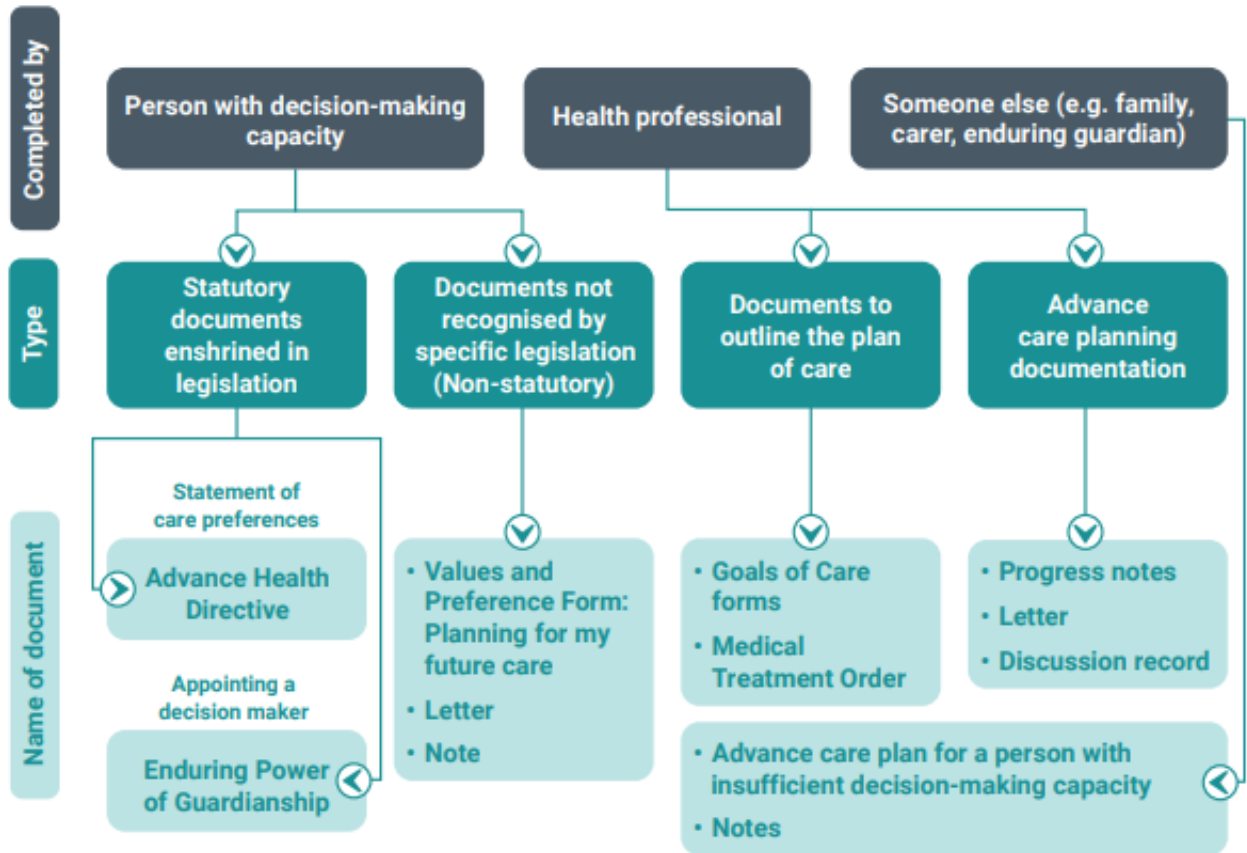 Completed by
Person with decision-making
capacity
Health professional
Someone else (e.g. family,
carer, enduring guardian)
Type
Statutory
documents
enshrined in
legislation
Documents not
recognised by
specific legislation
(Non-statutory)
Documents to
outline the plan
of care
Advance
care planning
documentation
Name of document
Statement of
care preferences
Advance Health
Directive
Appointing a
decision maker
Enduring Power
of Guardianship
• Values and
Preference Form:
Planning for my
future care
• Letter
• Note
• Goals of Care
forms
• Medical
Treatment Order
• Progress notes
• Letter
• Discussion record
• Advance care plan for a person with
insufficient decision-making capacity
• Notes